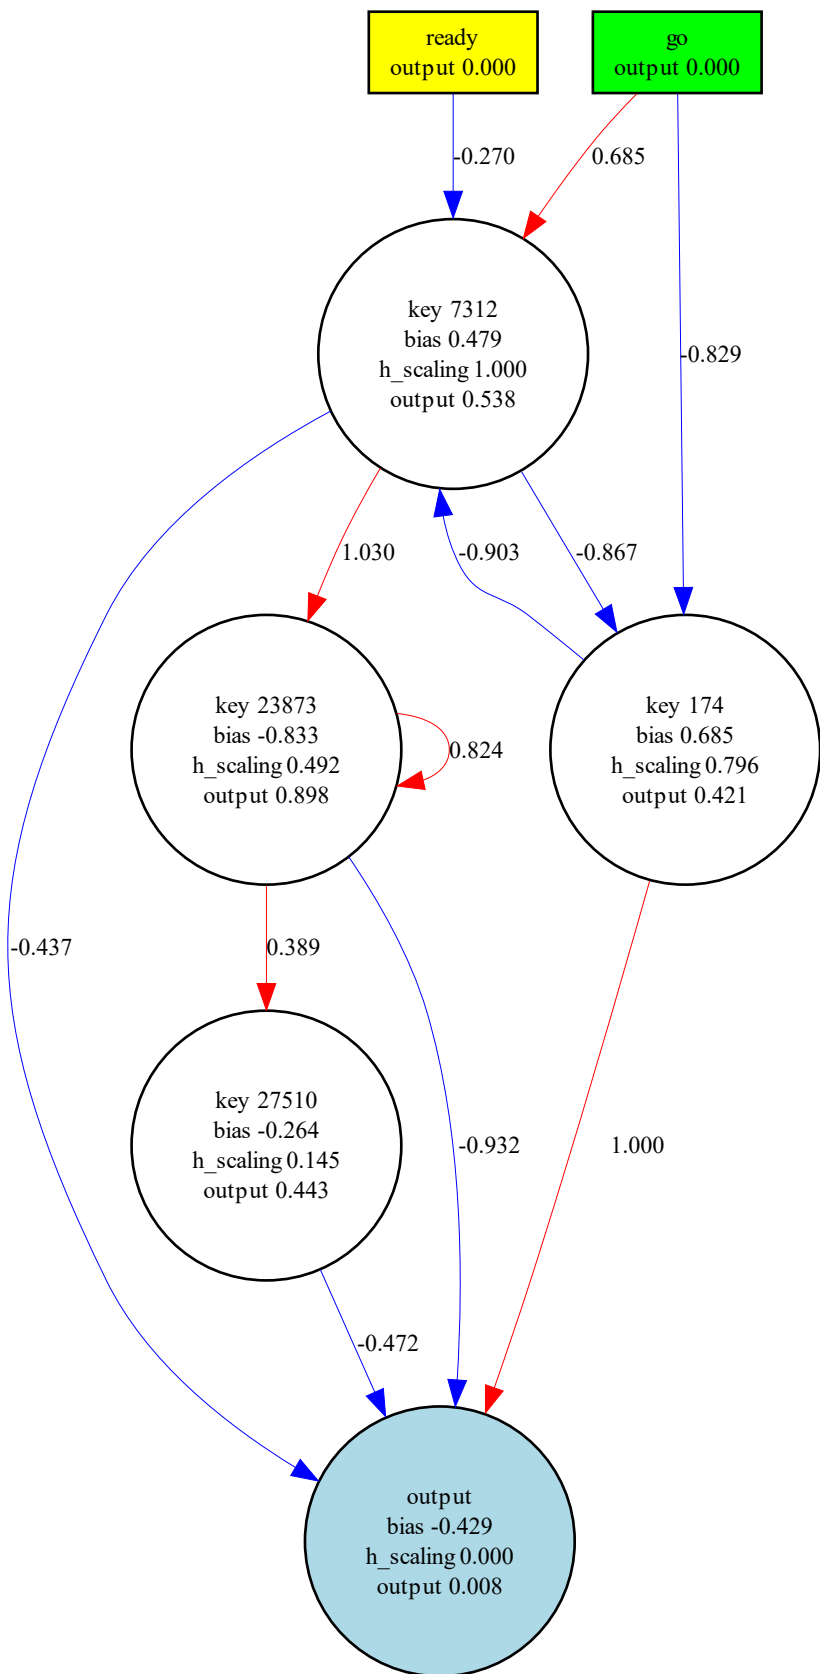 ready
output 0.000
go
output 0.000
-0.270
0.685
key 7312
bias 0.479
h_scaling 1.000
output 0.538
-0.829
1.030
-0.903
-0.867
key 23873
bias -0.833
h_scaling 0.492
output 0.898
0.824
key 174
bias 0.685
h_scaling 0.796
output 0.421
-0.437
0.389
key 27510
bias -0.264
h_scaling 0.145
output 0.443
-0.932
1.000
-0.472
output
bias -0.429
h_scaling 0.000
output 0.008